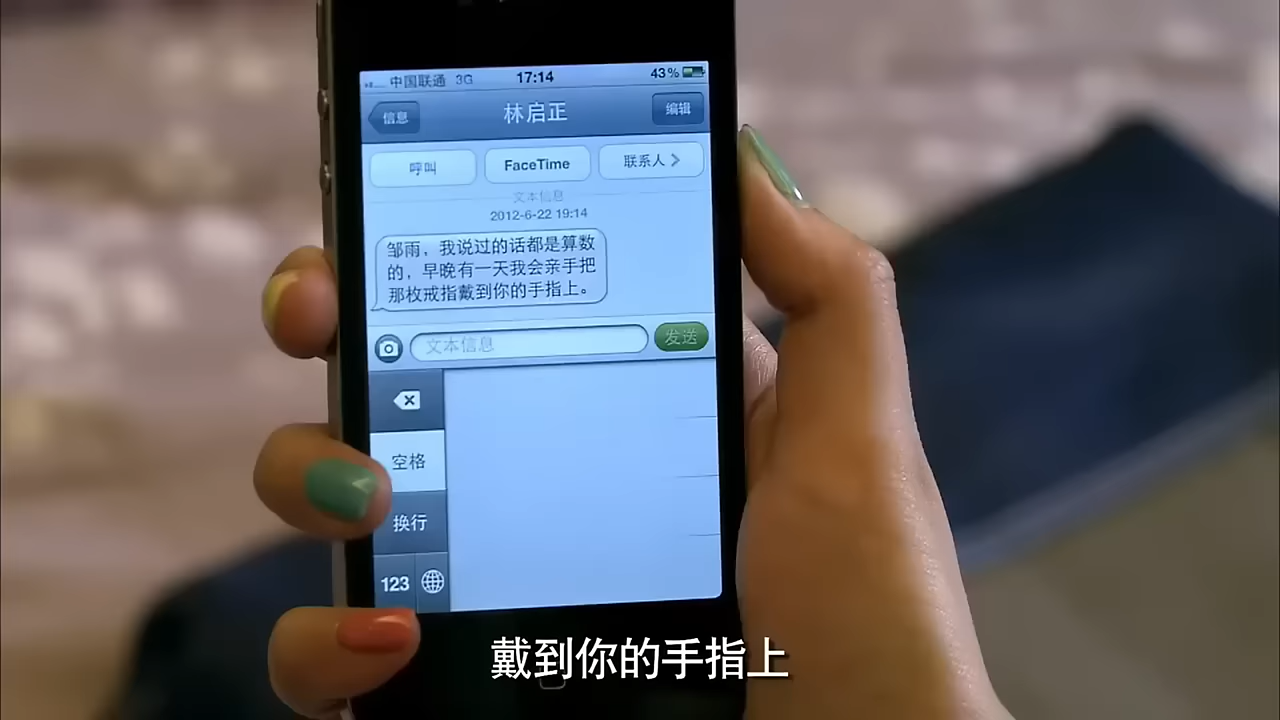 中国联通 3G 17:14 43%
信息 林启正 编辑
呼叫 FaceTime 联系人
文本信息
2012-6-22 19:14
邹雨，我说过的话都是算数
的，早晚有一天我会亲手把
那枚戒指戴到你的手指上。
文本信息 发送
空格
换行
123
戴到你的手指上